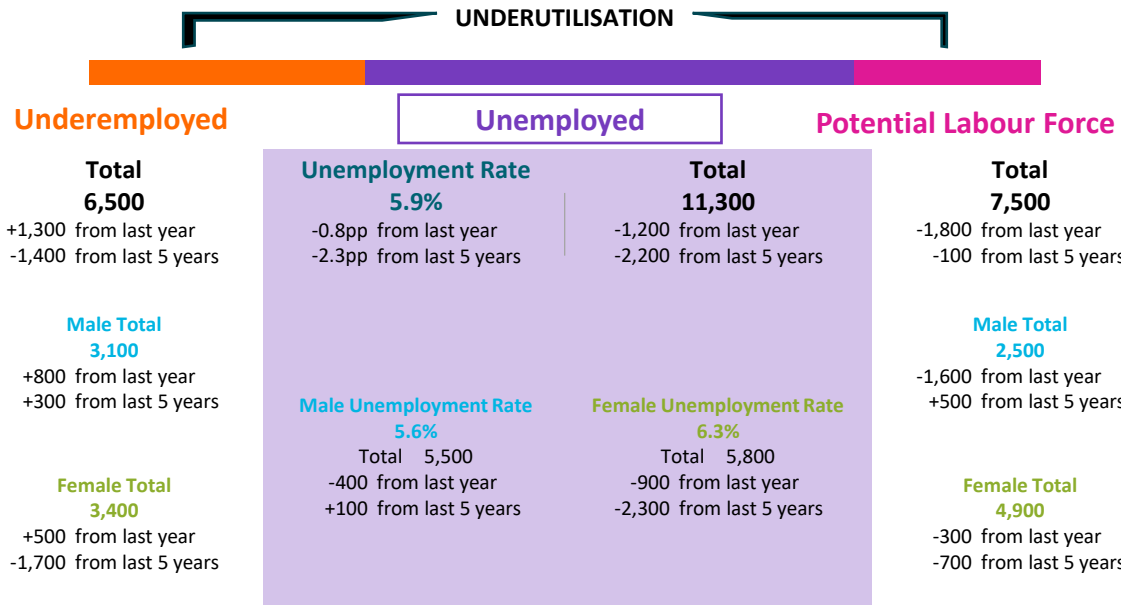 UNDERUTILISATION
Underemployed
Total
6,500
+1,300 from last year
-1,400 from last 5 years
Male Total
3,100
+800 from last year
+300 from last 5 years
Female Total
3,400
+500 from last year
-1,700 from last 5 years
Unemployed
Unemployment Rate
5.9%
-0.8pp from last year
-2.3pp from last 5 years
Total
11,300
-1,200 from last year
-2,200 from last 5 years
Male Unemployment Rate
5.6%
Total 5,500
-400 from last year
+100 from last 5 years
Female Unemployment Rate
6.3%
Total 5,800
-900 from last year
-2,300 from last 5 years
Potential Labour Force
Total
7,500
-1,800 from last year
-100 from last 5 years
Male Total
2,500
-1,600 from last year
+500 from last 5 years
Female Total
4,900
-300 from last year
-700 from last 5 years